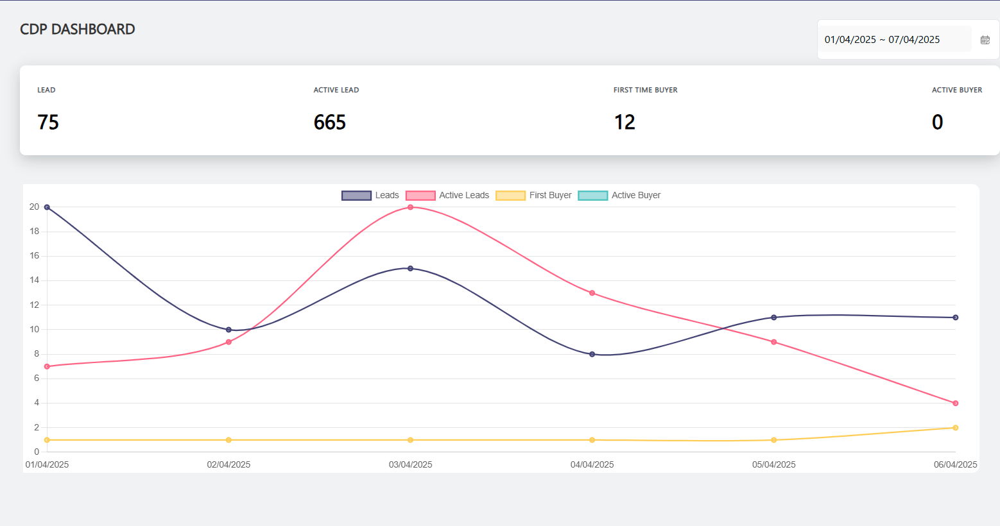 CDP DASHBOARD
01/04/2025 ~ 07/04/2025
LEAD
75
ACTIVE LEAD
665
FIRST TIME BUYER
12
ACTIVE BUYER
0
Leads Active Leads First Buyer Active Buyer
20
18
16
14
12
10
8
6
4
2
0
01/04/2025 02/04/2025 03/04/2025 04/04/2025 05/04/2025 06/04/2025